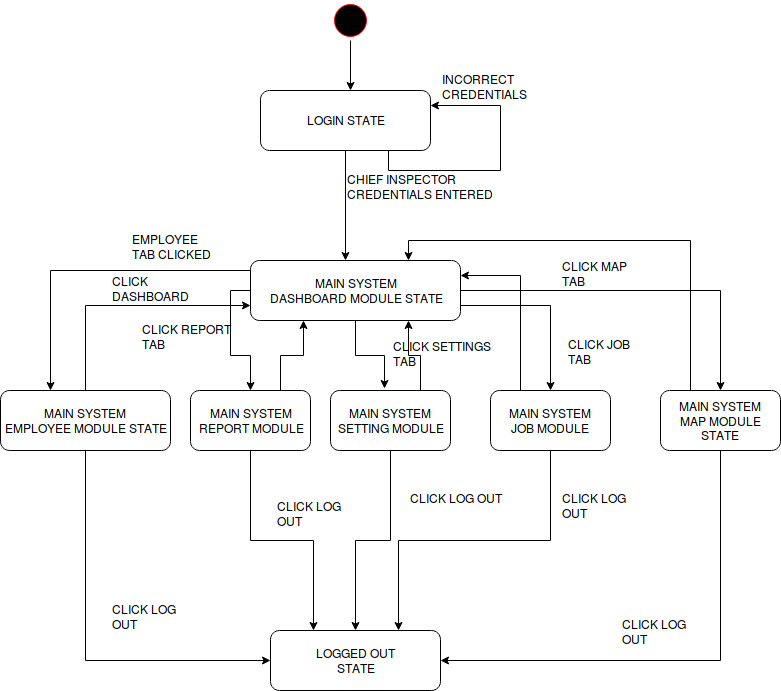 INCORRECT
CREDENTIALS
LOGIN STATE
CHIEF INSPECTOR
CREDENTIALS ENTERED
EMPLOYEE
TAB CLICKED
CLICK
DASHBOARD
MAIN SYSTEM
DASHBOARD MODULE STATE
CLICK MAP
TAB
CLICK REPORT
TAB
CLICK SETTINGS
TAB
CLICK JOB
TAB
MAIN SYSTEM
EMPLOYEE MODULE STATE
MAIN SYSTEM
REPORT MODULE
MAIN SYSTEM
SETTING MODULE
MAIN SYSTEM
JOB MODULE
MAIN SYSTEM
MAP MODULE
STATE
CLICK LOG
OUT
CLICK LOG OUT
CLICK LOG
OUT
CLICK LOG
OUT
CLICK LOG
OUT
LOGGED OUT
STATE